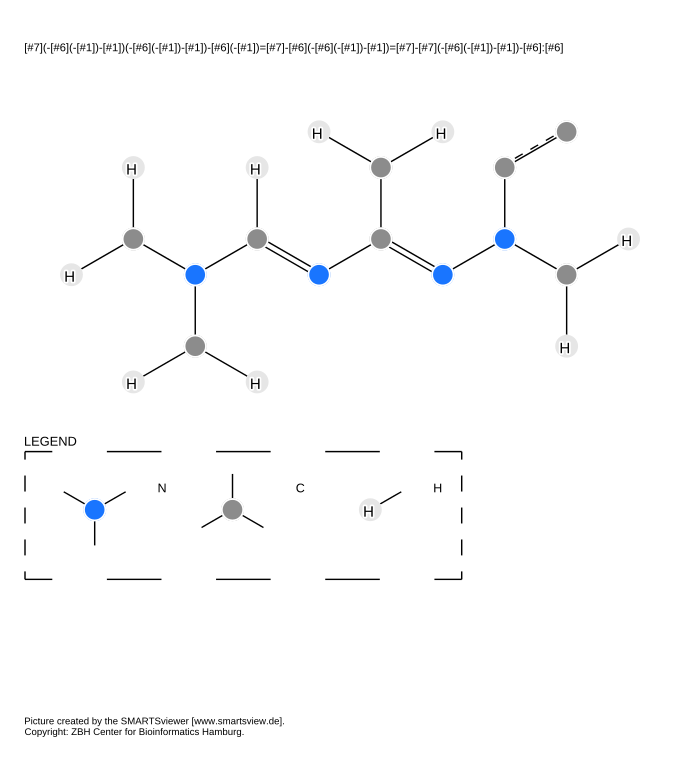 [#7](-[#6](-[#1])-[#1])(-[#6](-[#1])-[#1])-[#6](-[#1])=[#7]-[#6](-[#6](-[#1])-[#1])=[#7]-[#7](-[#6](-[#1])-[#1])-[#6]:[#6]
H H
H H
H
H
H
H H
LEGEND
N C H
H
Picture created by the SMARTSviewer [www.smartsview.de].
Copyright: ZBH Center for Bioinformatics Hamburg.